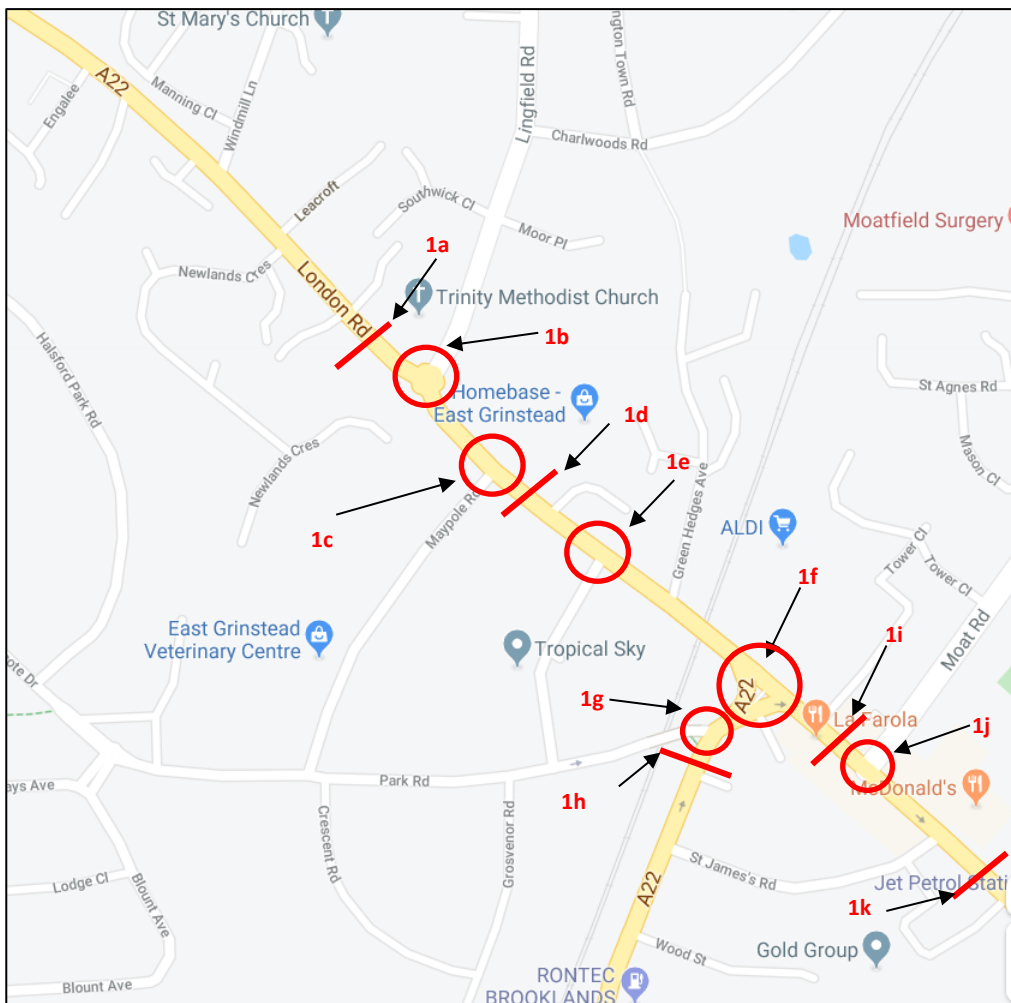 St Mary's Church
A22
Manning Cl
Engalee
Windmill Ln
Lingfield Rd
ngton Town Rd
Charlwoods Rd
Leacroft
Southwick Cl
Moor Pl
Moatfield Surgery
1a
Newlands Cres
London Rd
Trinity Methodist Church
1b
Halsford Park Rd
Homebase -
East Grinstead
St Agnes Rd
1d
Mason Cl
Newlands Cres
1e
Maypole Rd
1c
Green Hedges Ave
ALDI
Tower Cl
Tower Cl
1f
East Grinstead
Veterinary Centre
Tropical Sky
Moat Rd
1i
ote Dr
A22
1g
La Farola
1j
Park Rd
McDonald's
ays Ave
1h
Crescent Rd
Grosvenor Rd
St James's Rd
Lodge Cl
Blount Ave
A22
Jet Petrol Stati
1k
Wood St
Gold Group
Blount Ave
RONTEC
BROOKLANDS